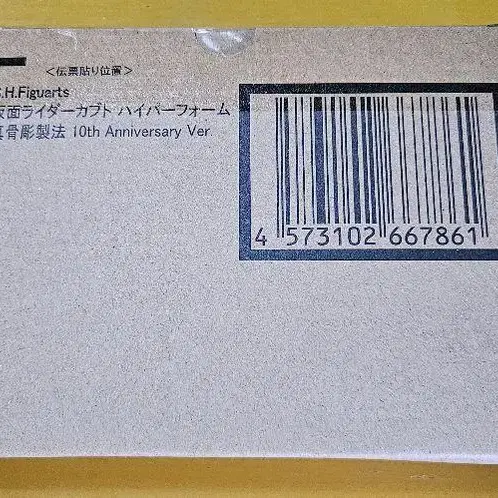 <伝票貼り位置>
.H.Figuarts
面ライダーカブト ハイパーフォーム
骨彫製法 10th Anniversary Ver.
4 573102 667861